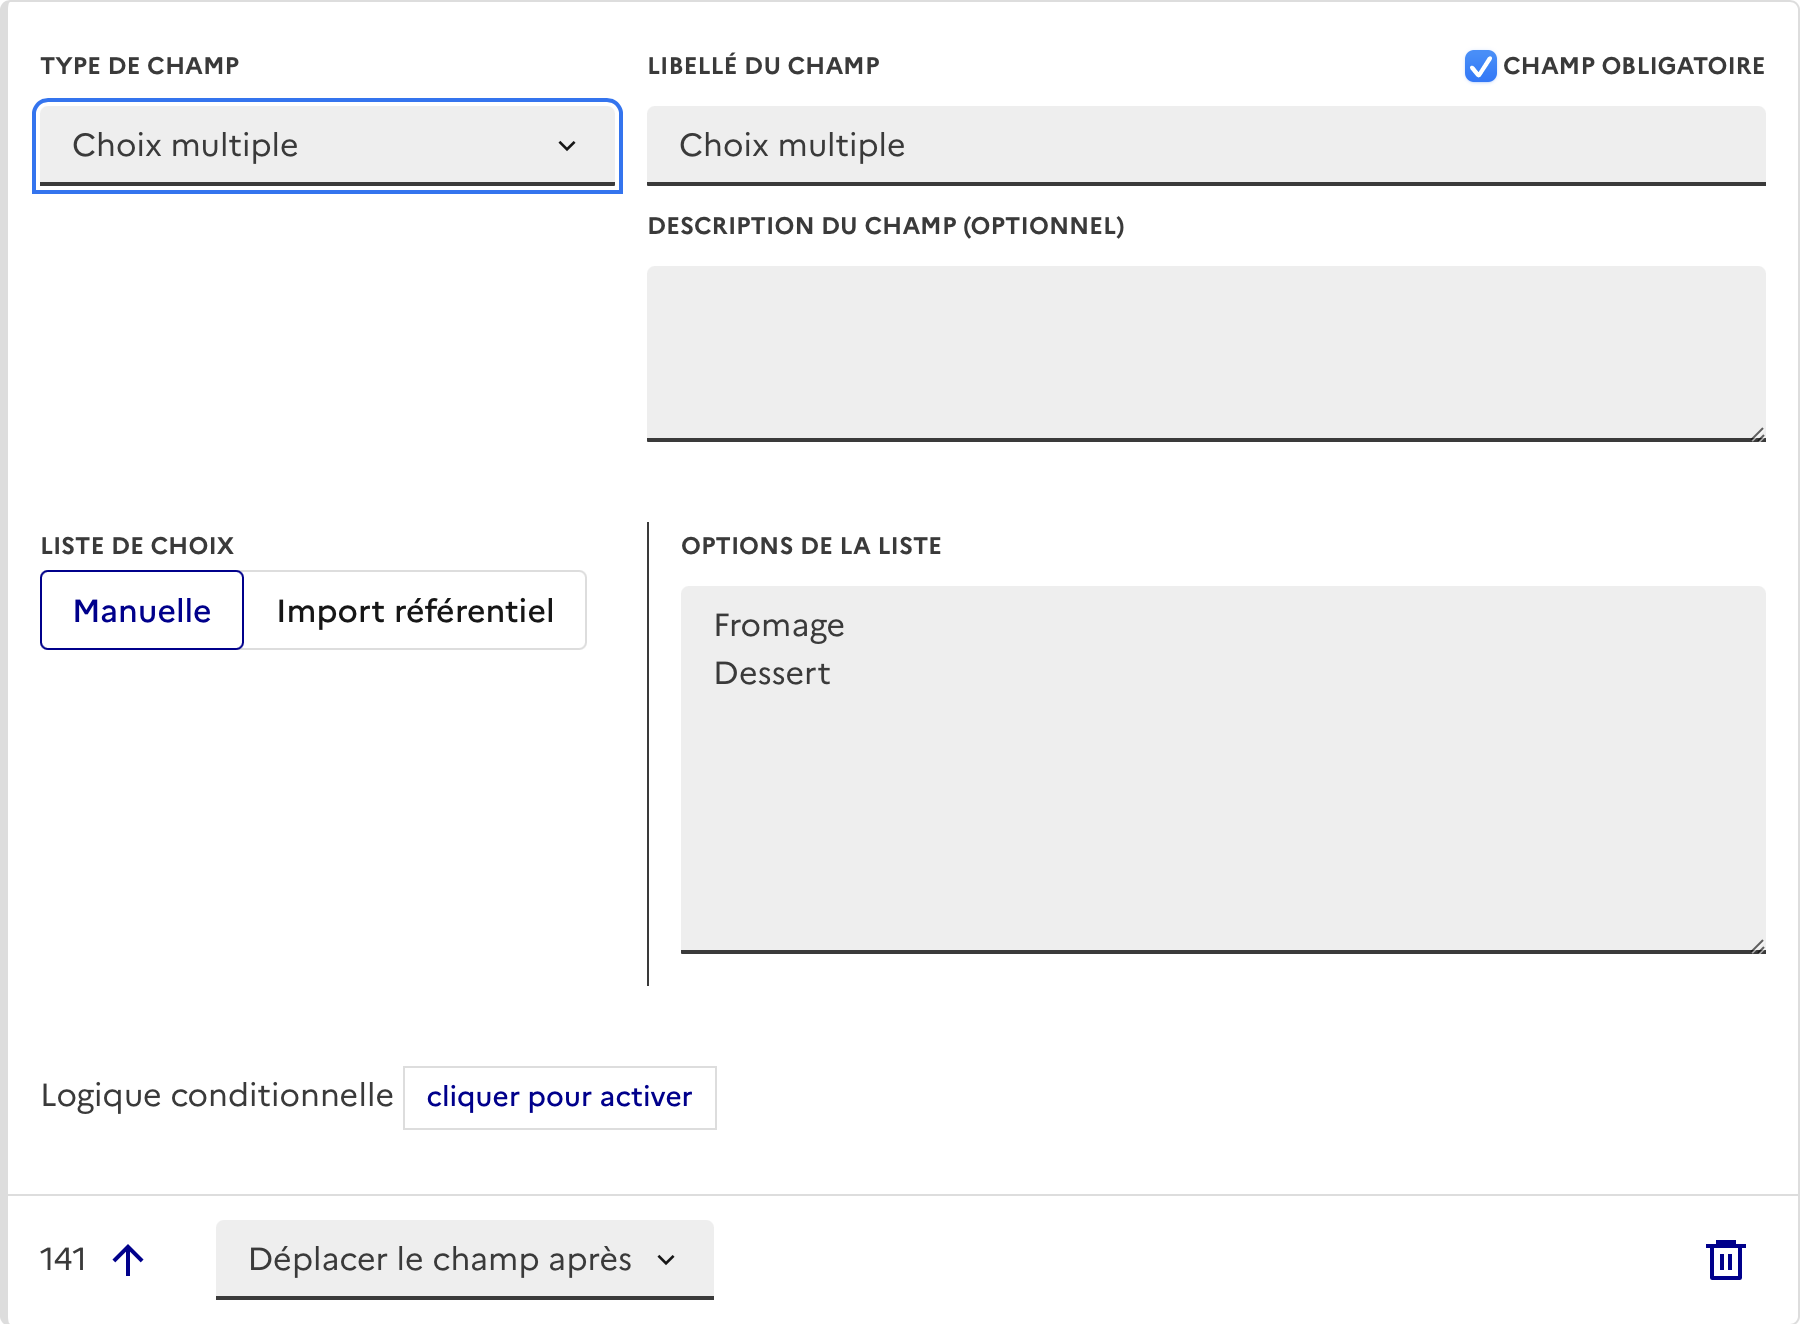 TYPE DE CHAMP
Choix multiple
LIBELLÉ DU CHAMP
CHAMP OBLIGATOIRE
Choix multiple
DESCRIPTION DU CHAMP (OPTIONNEL)
LISTE DE CHOIX
Manuelle
Import référentiel
OPTIONS DE LA LISTE
Fromage
Dessert
Logique conditionnelle
cliquer pour activer
141
Déplacer le champ après